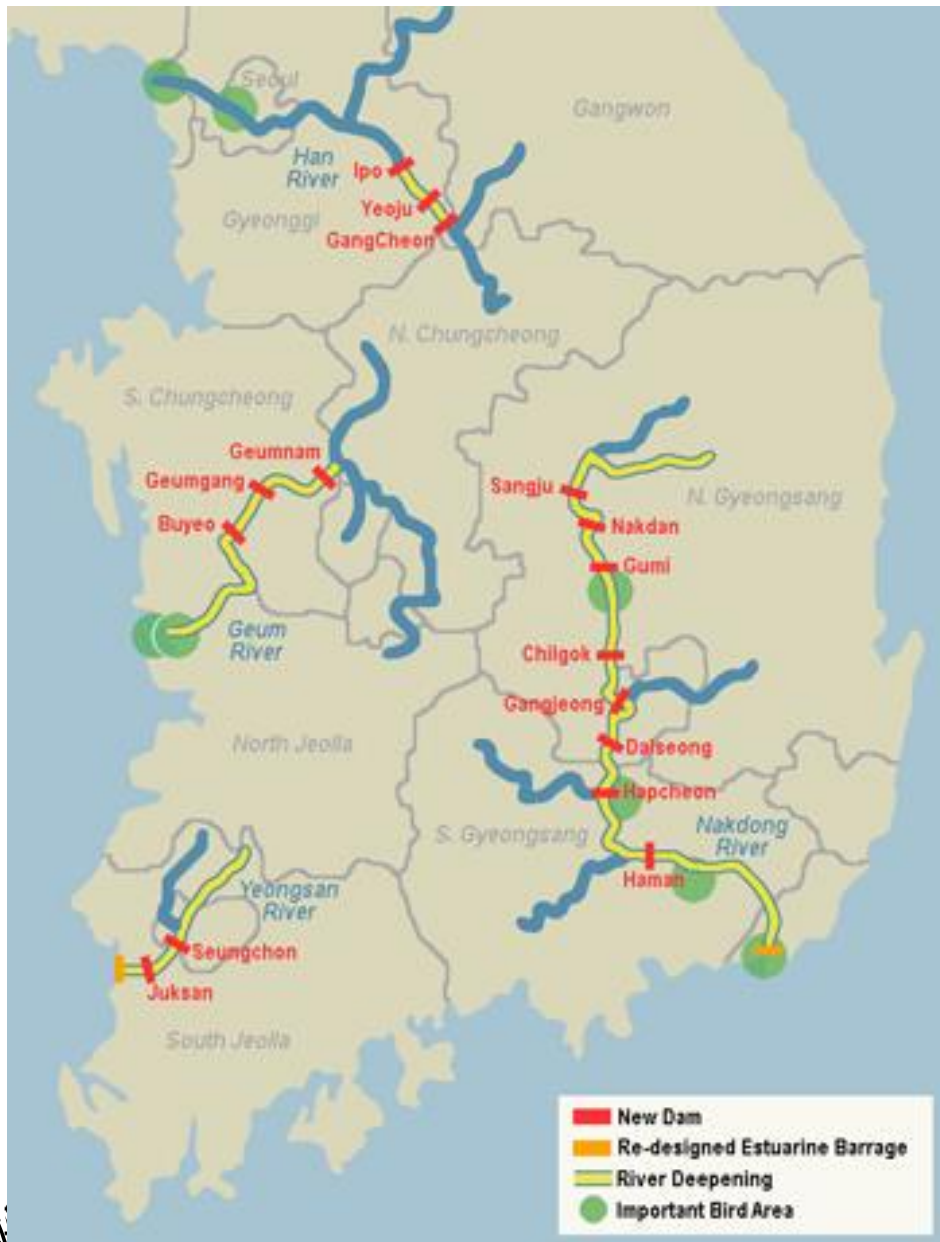 Seoul
Gangwon
Han
River
Ipo
Yeoju
Gyeonggi
GangCheon
N. Chungcheong
S. Chungcheong
Geumnam
Geumgang
Buyeo
Sangju
N. Gyeongsang
Nakdan
Gumi
Geum
River
Chilgok
Gangjeong
Dalseong
North Jeolla
Hapcheon
S. Gyeongsang
Nakdong
River
Haman
Yeongsan
River
Seungchon
Juksan
South Jeolla
New Dam
Re-designed Estuarine Barrage
River Deepening
Important Bird Area